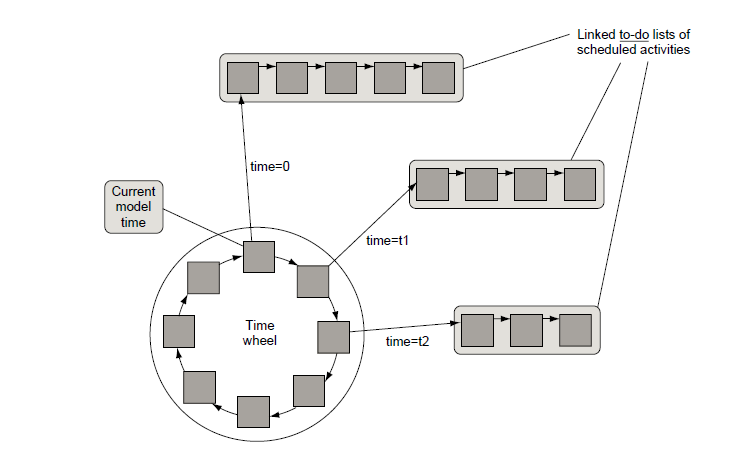 Linked to-do lists of
scheduled activities
time=0
Current
model
time
time=t1
Time
wheel
time=t2